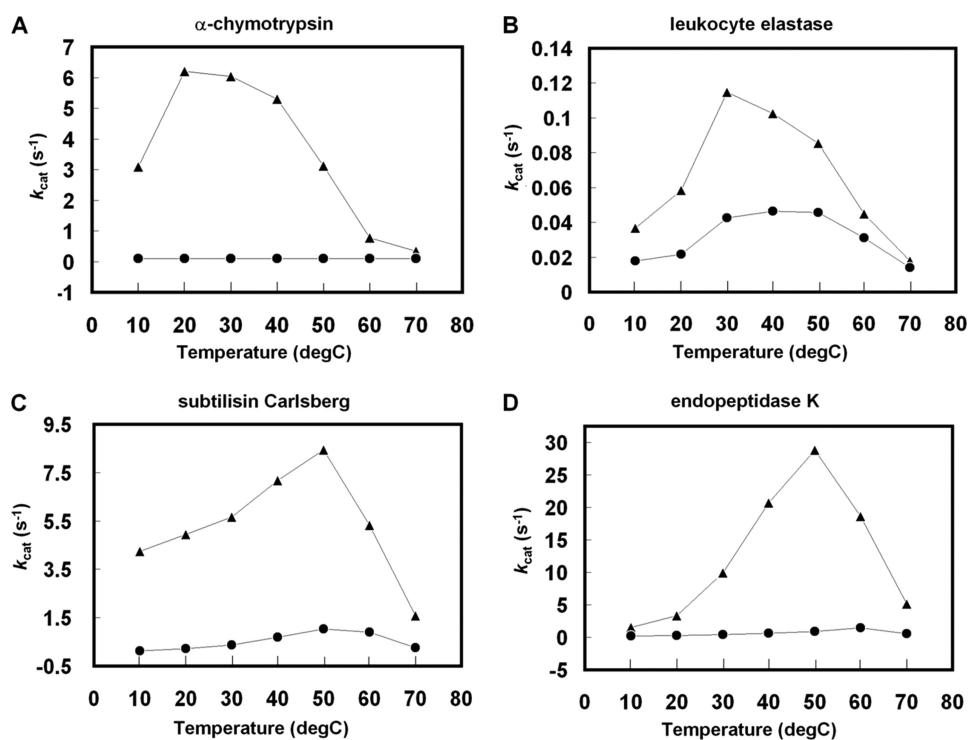 A
α-chymotrypsin
7
6
5
4
3
2
1
0
-1
k cat (s-1)
0 10 20 30 40 50 60 70 80
Temperature (degC)
B
leukocyte elastase
0.14
0.12
0.1
0.08
0.06
0.04
0.02
0
k cat (s-1)
0 10 20 30 40 50 60 70 80
Temperature (degC)
C
subtilisin Carlsberg
9.5
7.5
5.5
3.5
1.5
-0.5
k cat (s-1)
0 10 20 30 40 50 60 70 80
Temperature (degC)
D
endopeptidase K
30
25
20
15
10
5
0
-5
k cat (s-1)
0 10 20 30 40 50 60 70 80
Temperature (degC)